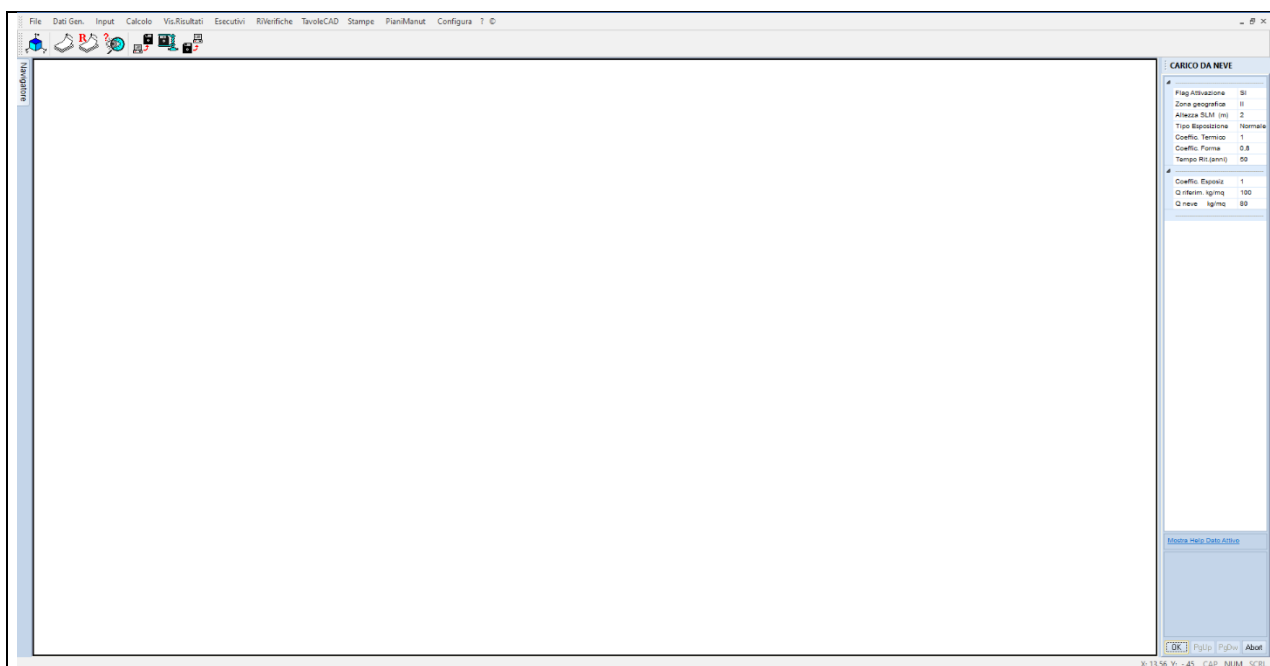 File Dati Gen. Input Calcolo Vis.Risultati Esecutivi RiVerifiche TavoleCAD Stampe PianiManut Configura ? ©
R ?
Navigatore
CARICO DA NEVE
Flag Attivazione SI
Zona geografica II
Altezza SLM (m) 2
Tipo Esposizione Normale
Coeffic. Termico 1
Coeffic. Forma 0,8
Tempo Rit.(anni) 50
Coeffic. Esposiz 1
Q riferim. kg/mq 100
Q neve kg/mq 80
Mostra Help Dato Attivo
OK PgUp PgDw Abort
X: 13.56 Y: -.45 CAP NUM SCRL